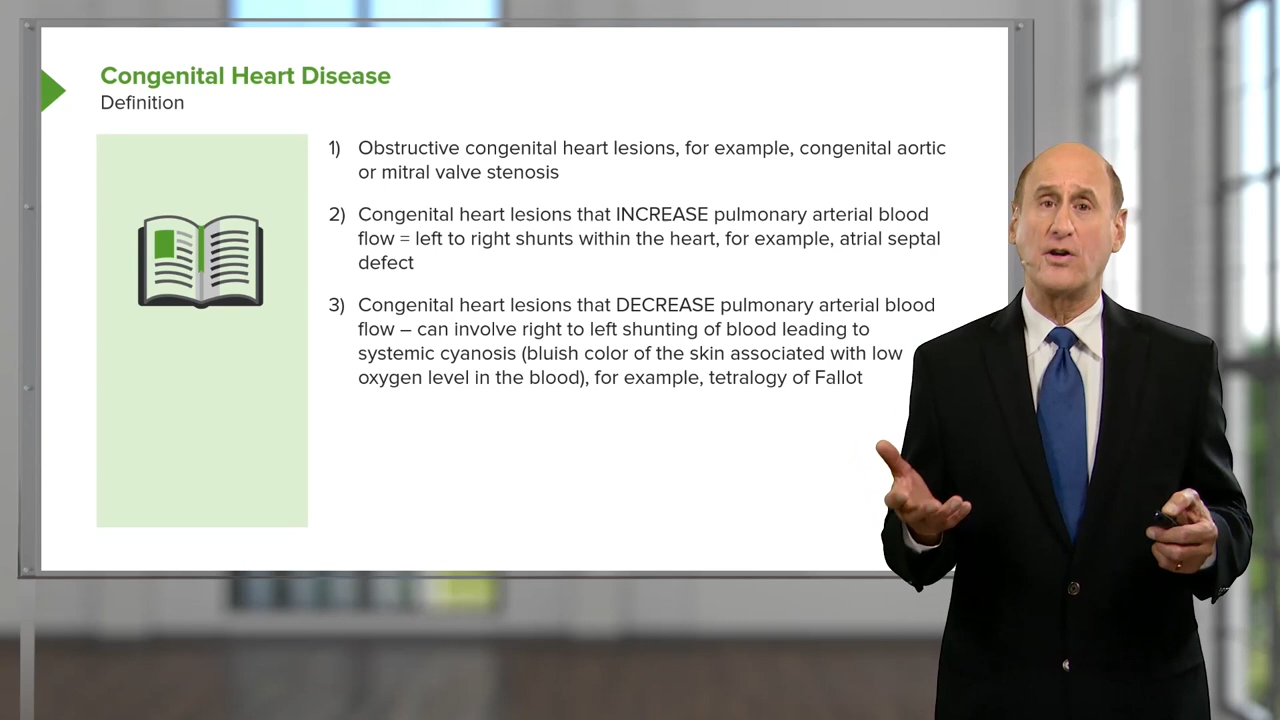 Congenital Heart Disease
Definition
1) Obstructive congenital heart lesions, for example, congenital aortic
or mitral valve stenosis
2) Congenital heart lesions that INCREASE pulmonary arterial blood
flow = left to right shunts within the heart, for example, atrial septal
defect
3) Congenital heart lesions that DECREASE pulmonary arterial blood
flow – can involve right to left shunting of blood leading to
systemic cyanosis (bluish color of the skin associated with low
oxygen level in the blood), for example, tetralogy of Fallot